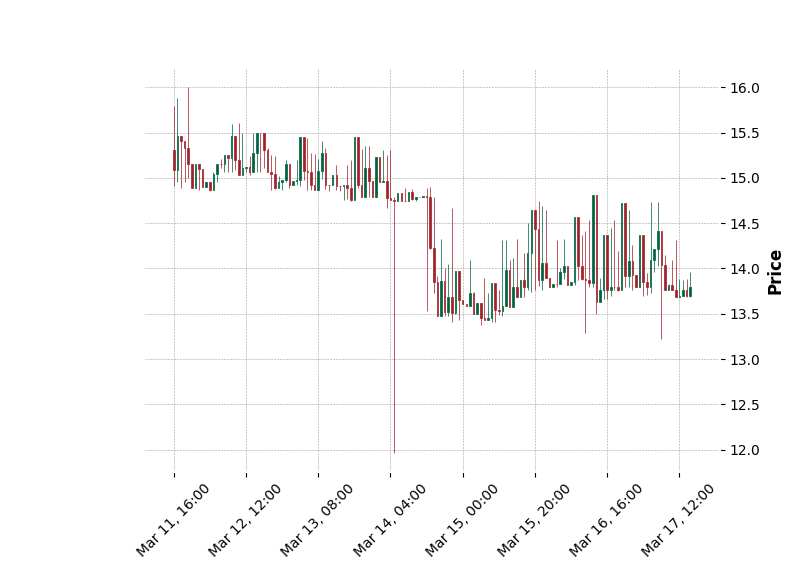 16.0
15.5
15.0
14.5
14.0
13.5
13.0
12.5
12.0
Price
Mar 11, 16:00
Mar 12, 12:00
Mar 13, 08:00
Mar 14, 04:00
Mar 15, 00:00
Mar 15, 20:00
Mar 16, 16:00
Mar 17, 12:00